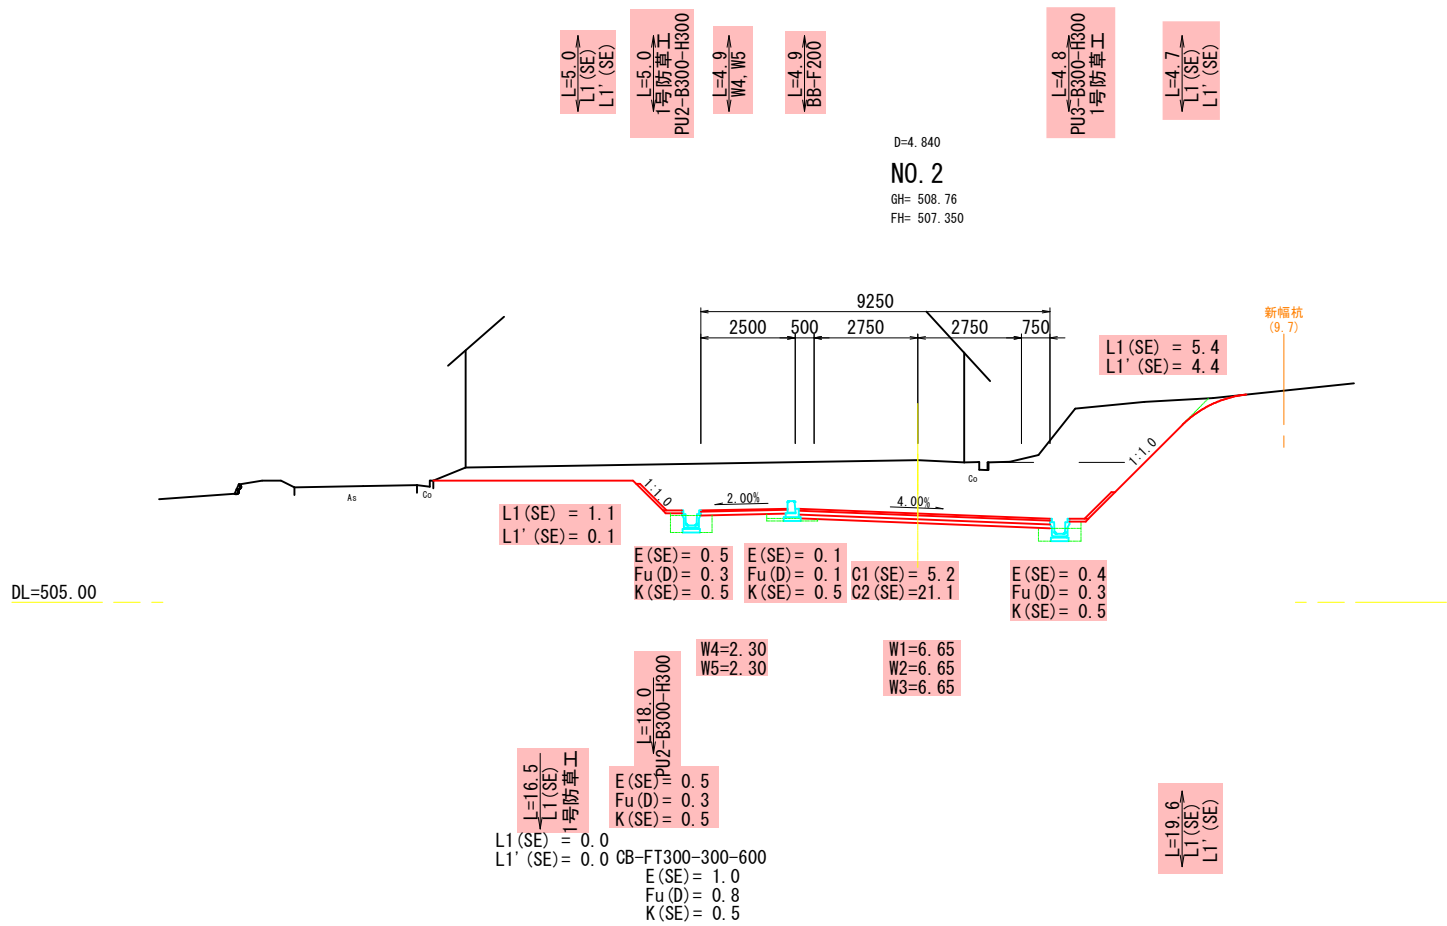 L=5.0
L1(SE)
L1'(SE)
L=5.0
1号防草工
PU2-B300-H300
L=4.9
W4,W5
L=4.9
BB-F200
L=4.8
PU3-B300-H300
1号防草工
L=4.7
L1(SE)
L1'(SE)
D=4.840
NO.2
GH= 508.76
FH= 507.350
9250
2500 500 2750 2750 750
新幅杭
(9.7)
L1(SE) = 5.4
L1'(SE)= 4.4
1:1.0
As
Co
Co
1:1.0
2.00%
4.00%
L1(SE) = 1.1
L1'(SE)= 0.1
E(SE)= 0.5
Fu(D)= 0.3
K(SE)= 0.5
E(SE)= 0.1
Fu(D)= 0.1
K(SE)= 0.5
C1(SE)= 5.2
C2(SE)=21.1
E(SE)= 0.4
Fu(D)= 0.3
K(SE)= 0.5
DL=505.00
W4=2.30
W5=2.30
W1=6.65
W2=6.65
W3=6.65
L=18.0
PU2-B300-H300
L=16.5
L1(SE)
1号防草工
E(SE)= 0.5
Fu(D)= 0.3
K(SE)= 0.5
L1(SE) = 0.0
L1'(SE)= 0.0
CB-FT300-300-600
E(SE)= 1.0
Fu(D)= 0.8
K(SE)= 0.5
L=19.6
L1(SE)
L1'(SE)